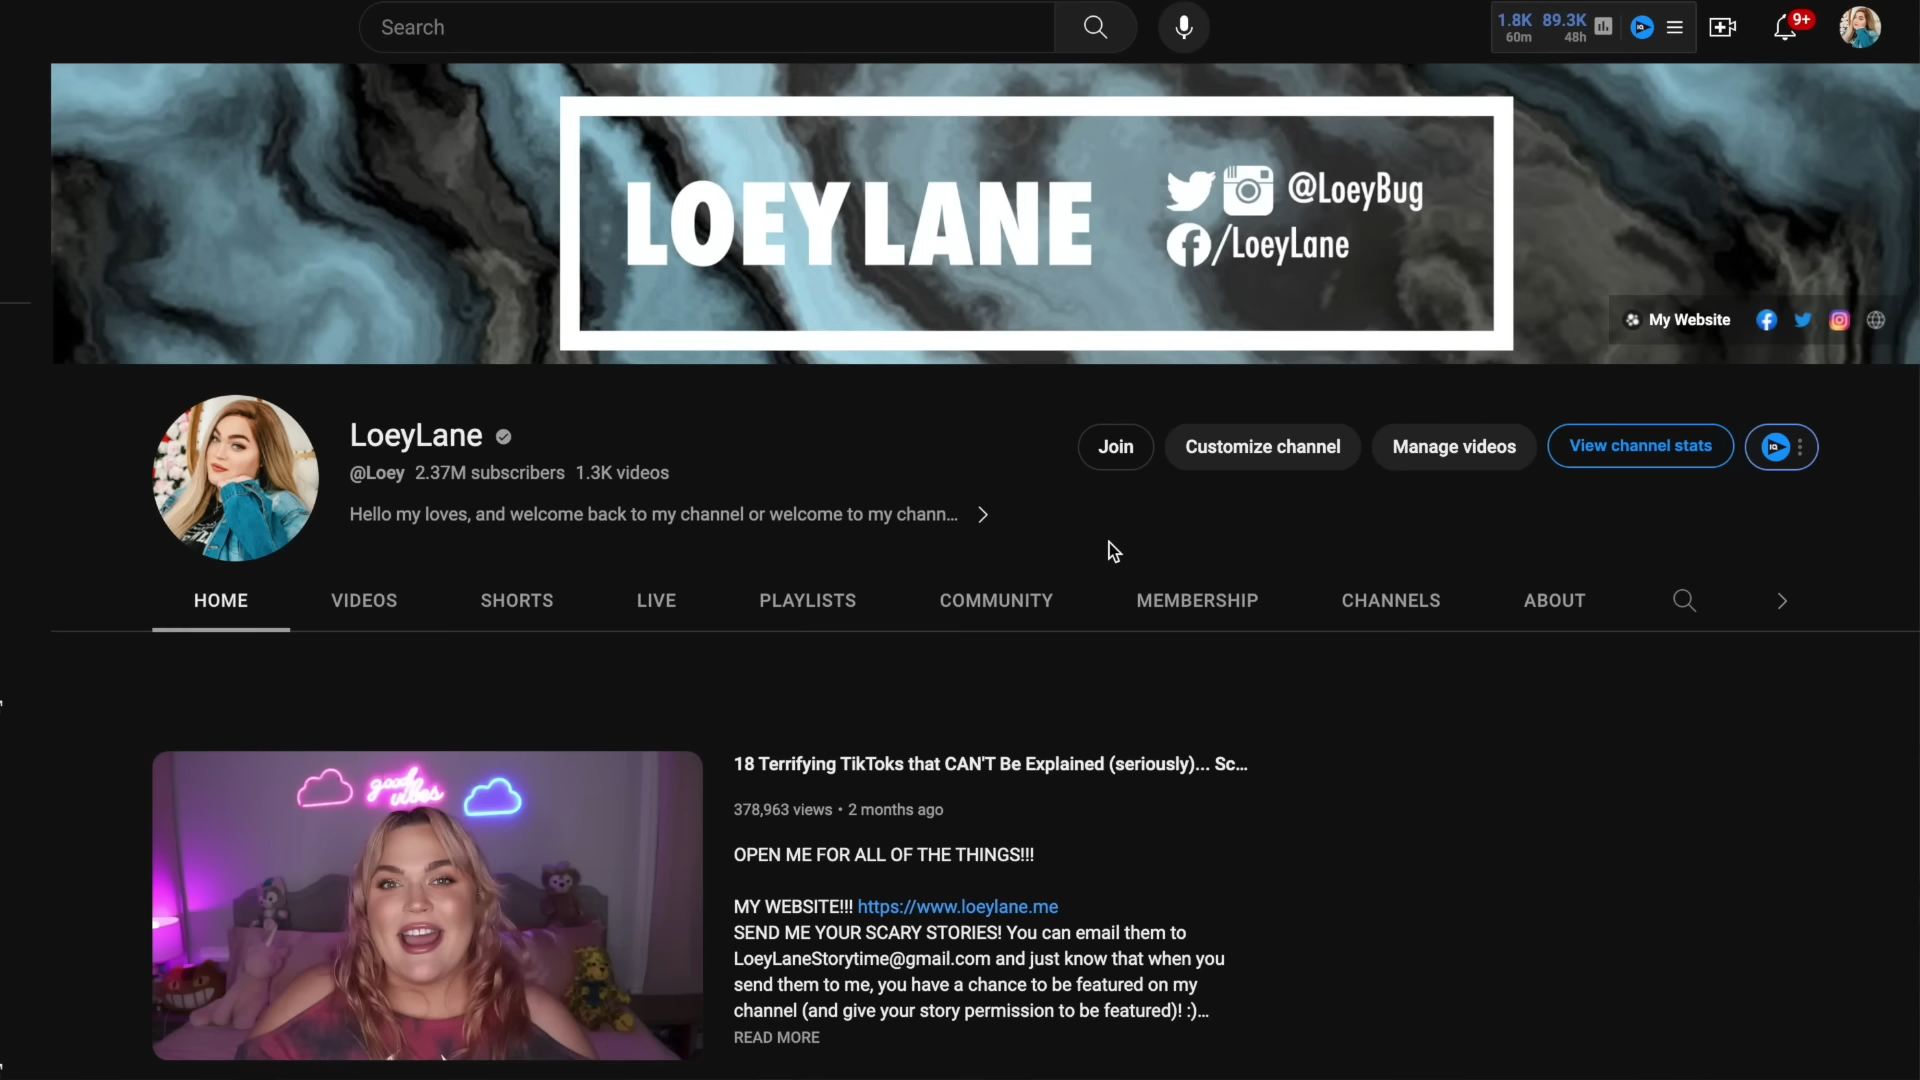 Search
1.8K 89.3K
60m 48h
9+
LOEY LANE
@LoeyBug
/LoeyLane
My Website
LoeyLane
@Loey 2.37M subscribers 1.3K videos
Hello my loves, and welcome back to my channel or welcome to my chann...
Join
Customize channel
Manage videos
View channel stats
IQ
HOME
VIDEOS
SHORTS
LIVE
PLAYLISTS
COMMUNITY
MEMBERSHIP
CHANNELS
ABOUT
good
vibes
18 Terrifying TikToks that CAN'T Be Explained (seriously)... Sc...
378,963 views • 2 months ago
OPEN ME FOR ALL OF THE THINGS!!!
MY WEBSITE!!! https://www.loeylane.me
SEND ME YOUR SCARY STORIES! You can email them to
LoeyLaneStorytime@gmail.com and just know that when you
send them to me, you have a chance to be featured on my
channel (and give your story permission to be featured)! :)...
READ MORE